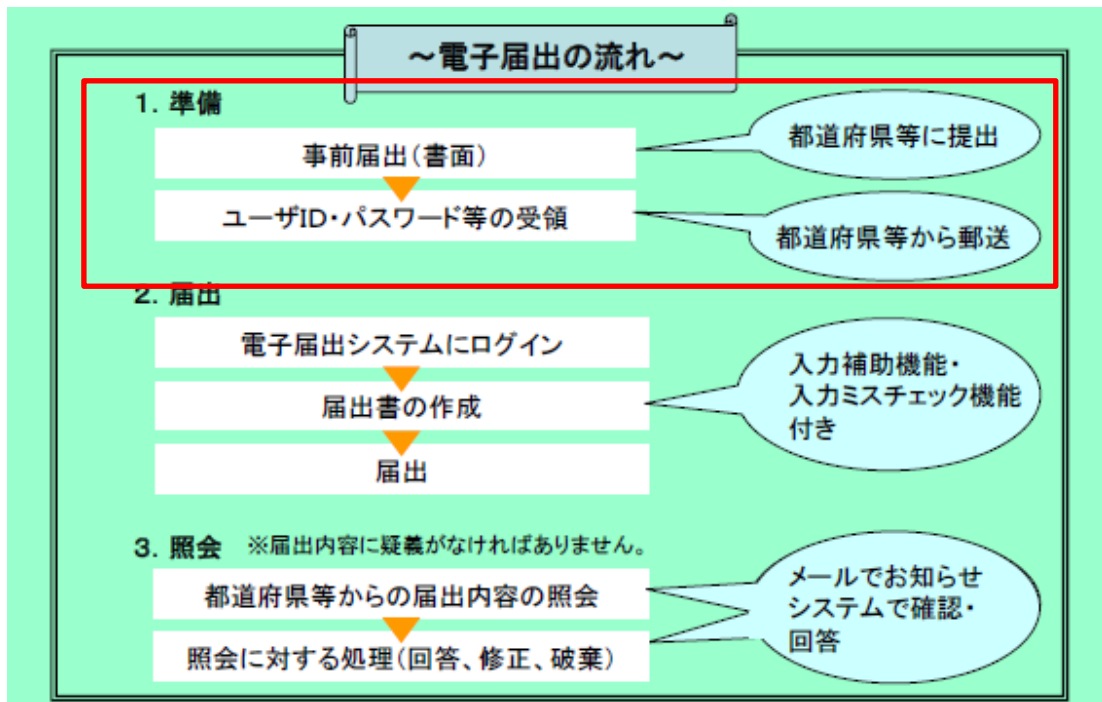 ～電子届出の流れ～
1．準備
事前届出（書面）
都道府県等に提出
ユーザID・パスワード等の受領
都道府県等から郵送
2．届出
電子届出システムにログイン
届出書の作成
入力補助機能・
入力ミスチェック機能
付き
届出
3．照会　※届出内容に疑義がなければありません。
都道府県等からの届出内容の照会
メールでお知らせ
システムで確認・
回答
照会に対する処理（回答、修正、破棄）